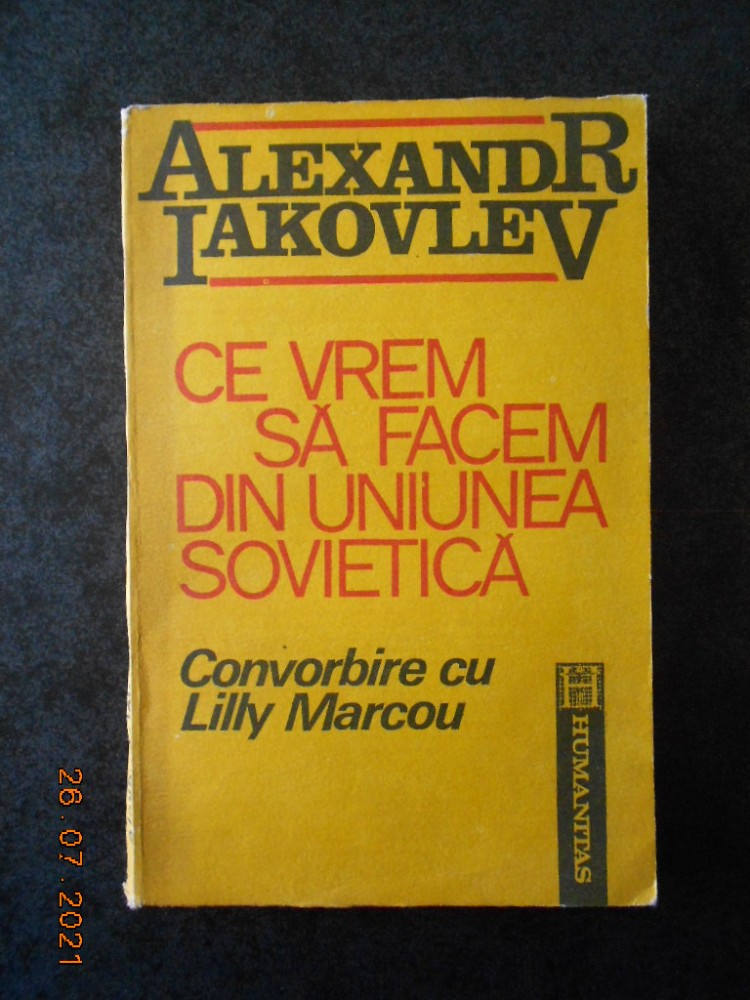 ALEXANDR
IAKOVLEV
CE VREM
SĂ FACEM
DIN UNIUNEA
SOVIETICĂ
Convorbire cu
Lilly Marcou
HUMANITAS
26.07.2021